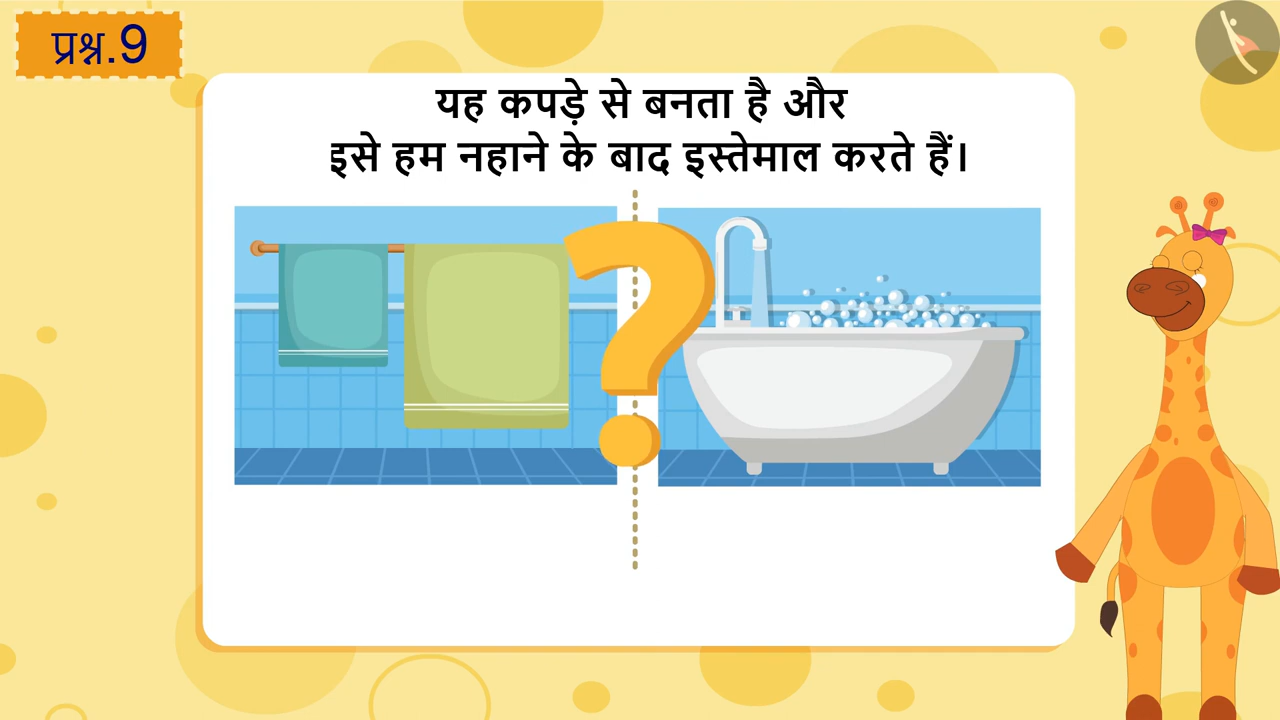 प्रश्न.9
यह कपड़े से बनता है और
इसे हम नहाने के बाद इस्तेमाल करते हैं।